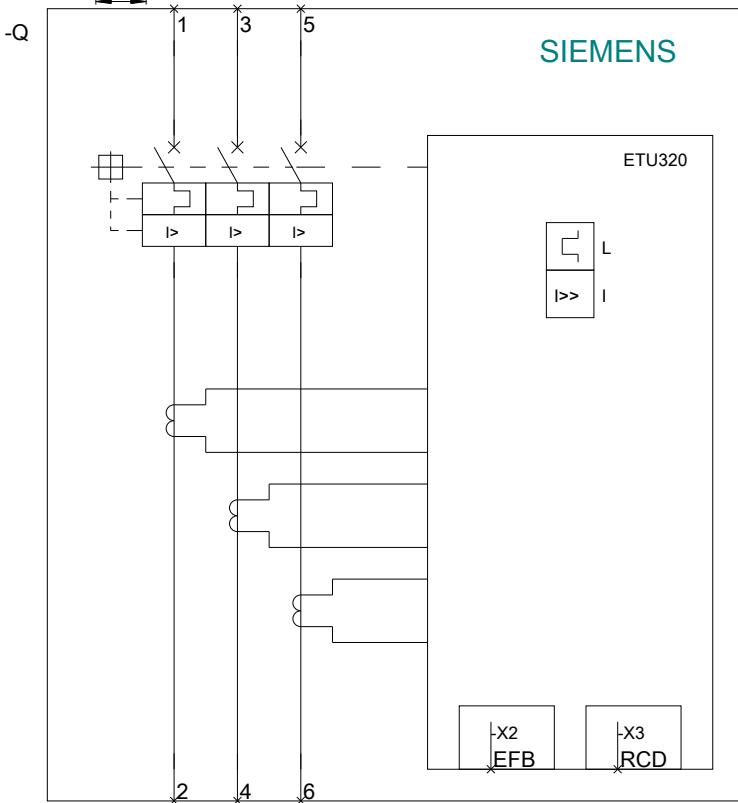 1 3 5
-Q
SIEMENS
ETU320
L
I> I> I>
I>> I
-X2 -X3
EFB RCD
2 4 6